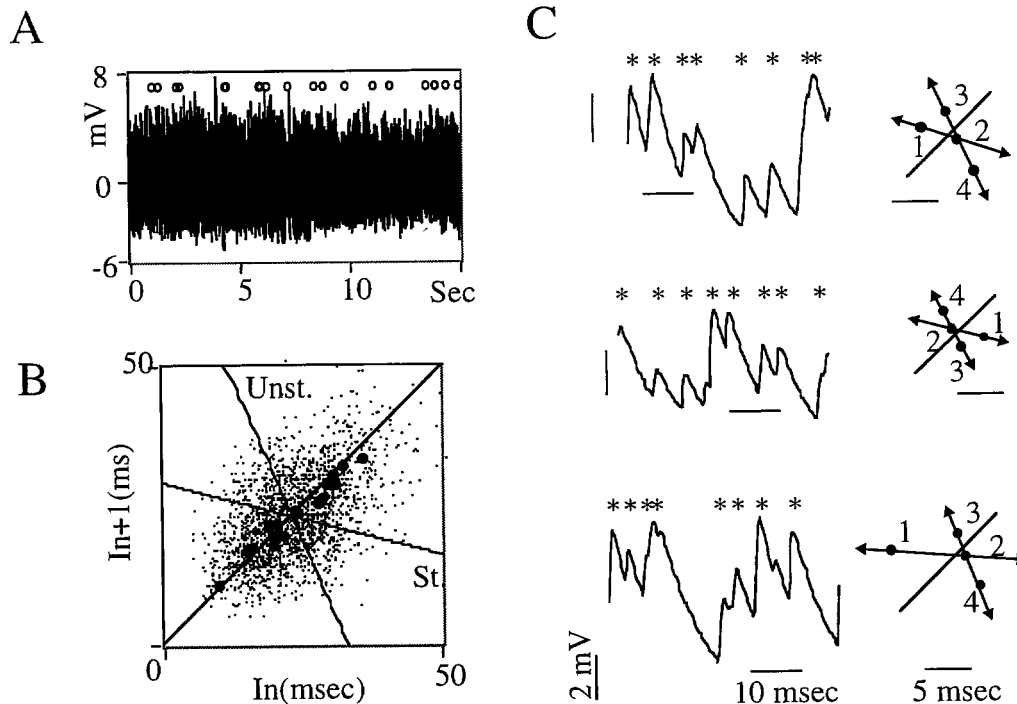 A
8
mV
0
-6
0 5 10 Sec
B
50
Unst.
In+1(ms)
St.
0
50
In(msec)
C
* * ** * * **
3
2
1
4
* * * * * ** *
4
1
2
3
** ** ** * *
1
3
2
4
2 mV
10 msec
5 msec